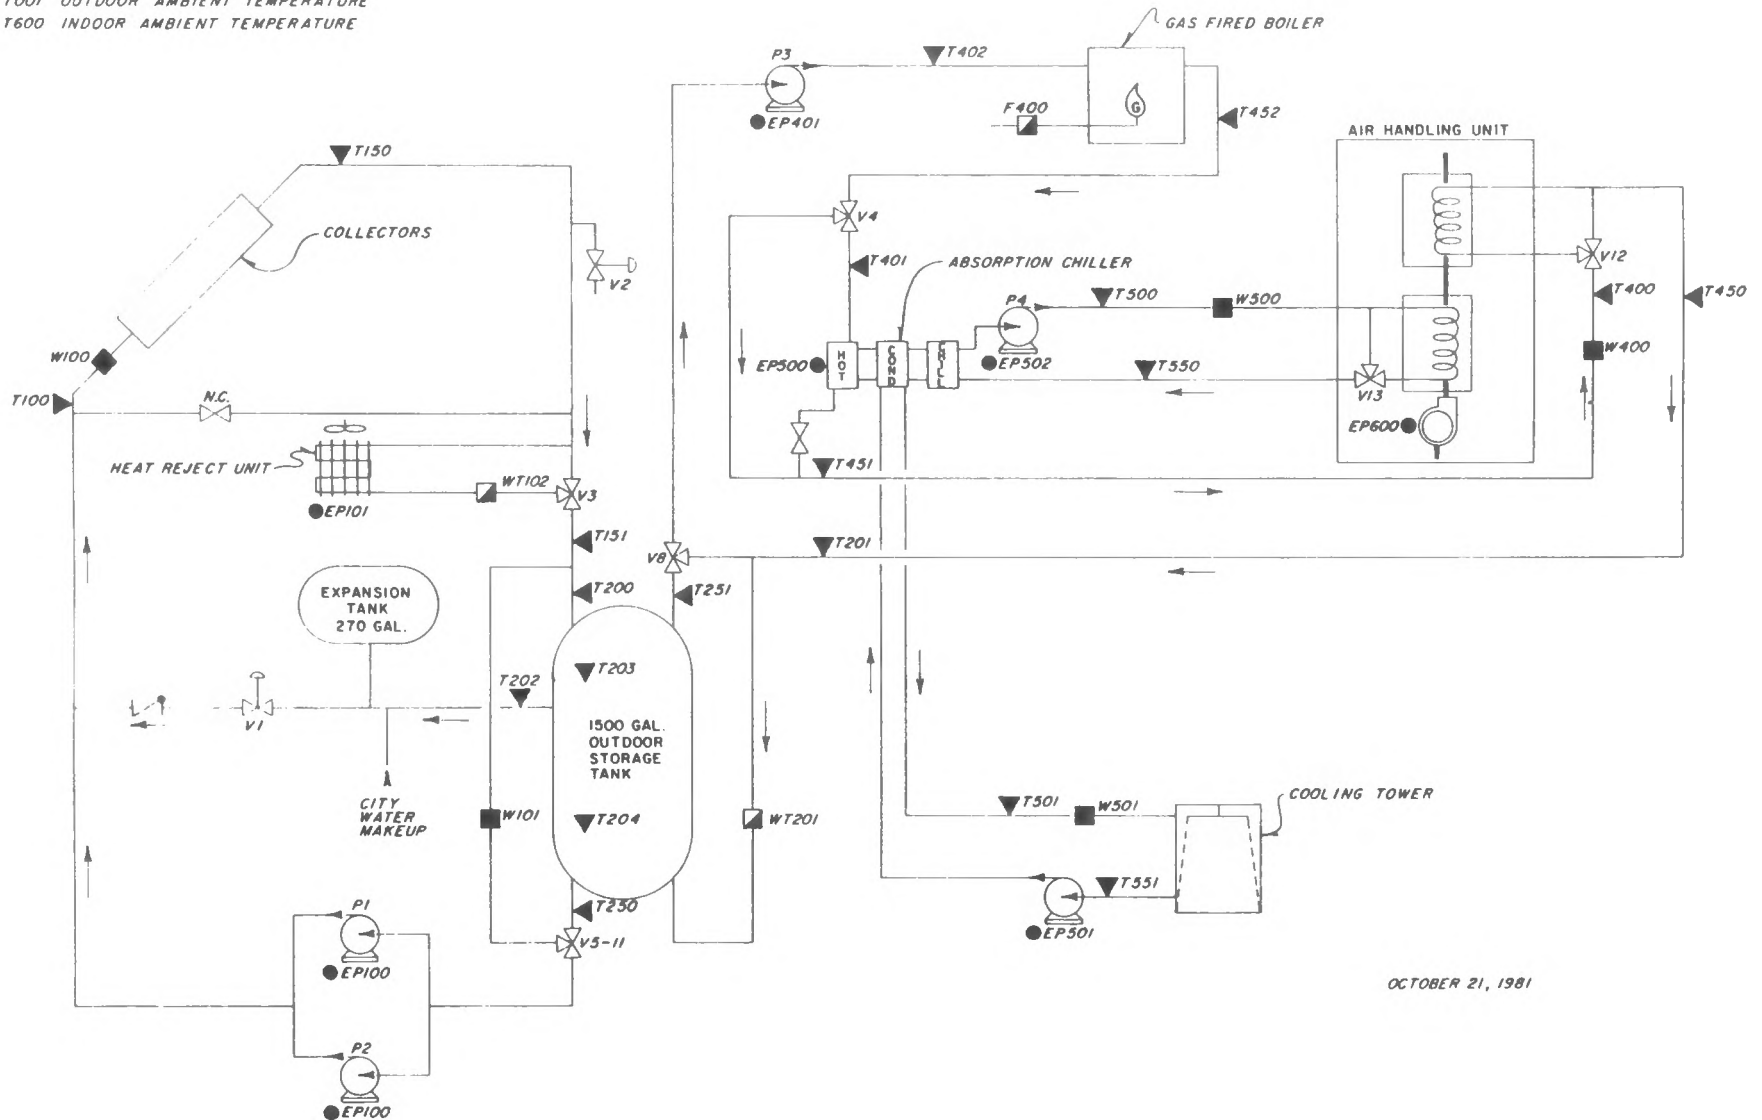 T001 OUTDOOR AMBIENT TEMPERATURE
T600 INDOOR AMBIENT TEMPERATURE
GAS FIRED BOILER
P3
T402
G
F400
EP401
T452
AIR HANDLING UNIT
T150
COLLECTORS
V2
V4
V12
T401
ABSORPTION CHILLER
T400
T450
P4
T500
W500
W100
HOT
COND
CHILL
EP500
EP502
T550
W400
T100
N.C.
V13
EP600
HEAT REJECT UNIT
WT102
V3
T451
EP101
T151
V8
T201
T200
T251
EXPANSION
TANK
270 GAL.
T203
T202
V1
1500 GAL.
OUTDOOR
STORAGE
TANK
CITY
WATER
MAKEUP
W101
T204
WT201
T501
W501
COOLING TOWER
T551
EP501
T250
V5-11
P1
EP100
OCTOBER 21, 1981
P2
EP100